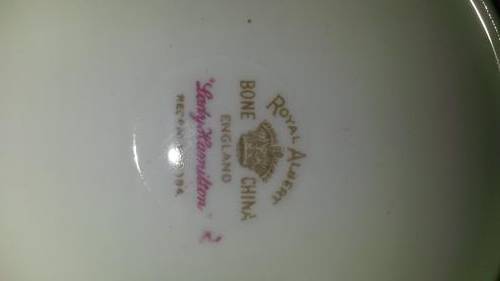 ROYAL ALBERT
BONE CHINA
ENGLAND
"Lady Hamilton"